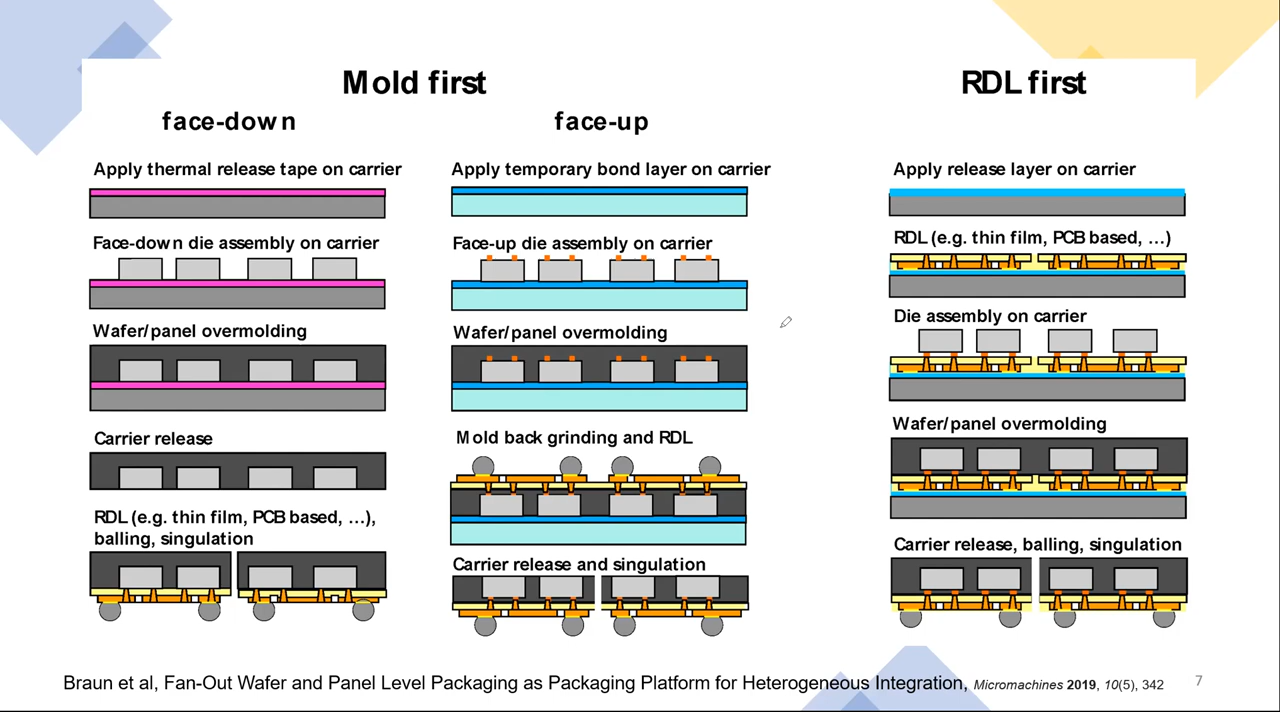 Mold first
face-down
Apply thermal release tape on carrier
Face-down die assembly on carrier
Wafer/panel overmolding
Carrier release
RDL (e.g. thin film, PCB based, …),
balling, singulation
face-up
Apply temporary bond layer on carrier
Face-up die assembly on carrier
Wafer/panel overmolding
Mold back grinding and RDL
Carrier release and singulation
RDL first
Apply release layer on carrier
RDL (e.g. thin film, PCB based, …)
Die assembly on carrier
Wafer/panel overmolding
Carrier release, balling, singulation
Braun et al, Fan-Out Wafer and Panel Level Packaging as Packaging Platform for Heterogeneous Integration, Micromachines 2019, 10(5), 342
7